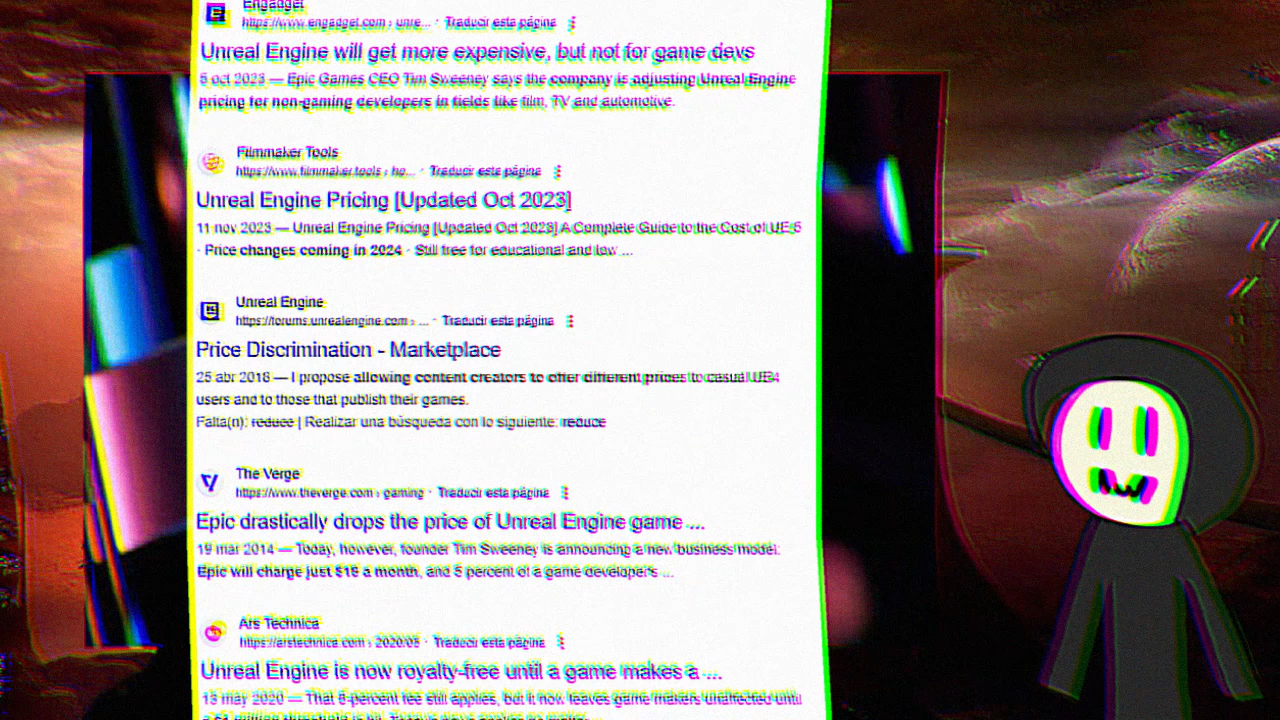 Engadget
https://www.engadget.com › unre... · Traducir esta página
Unreal Engine will get more expensive, but not for game devs
5 oct 2023 — Epic Games CEO Tim Sweeney says the company is adjusting Unreal Engine
pricing for non-gaming developers in fields like film, TV and automotive.
Filmmaker Tools
https://www.filmmaker.tools › ho... · Traducir esta página
Unreal Engine Pricing [Updated Oct 2023]
11 nov 2023 — Unreal Engine Pricing [Updated Oct 2023] A Complete Guide to the Cost of UE 5
· Price changes coming in 2024 · Still free for educational and low ...
Unreal Engine
https://forums.unrealengine.com › ... · Traducir esta página
Price Discrimination - Marketplace
25 abr 2018 — I propose allowing content creators to offer different prices to casual UE4
users and to those that publish their games.
Falta(n): reduce | Realizar una búsqueda con lo siguiente: reduce
The Verge
https://www.theverge.com › gaming · Traducir esta página
Epic drastically drops the price of Unreal Engine game ...
19 mar 2014 — Today, however, founder Tim Sweeney is announcing a new business model:
Epic will charge just $19 a month, and 5 percent of a game developer's ...
Ars Technica
https://arstechnica.com › 2020/05 · Traducir esta página
Unreal Engine is now royalty-free until a game makes a ...
13 may 2020 — That 5-percent fee still applies, but it now leaves game makers unaffected until
a $1 million threshold is hit.